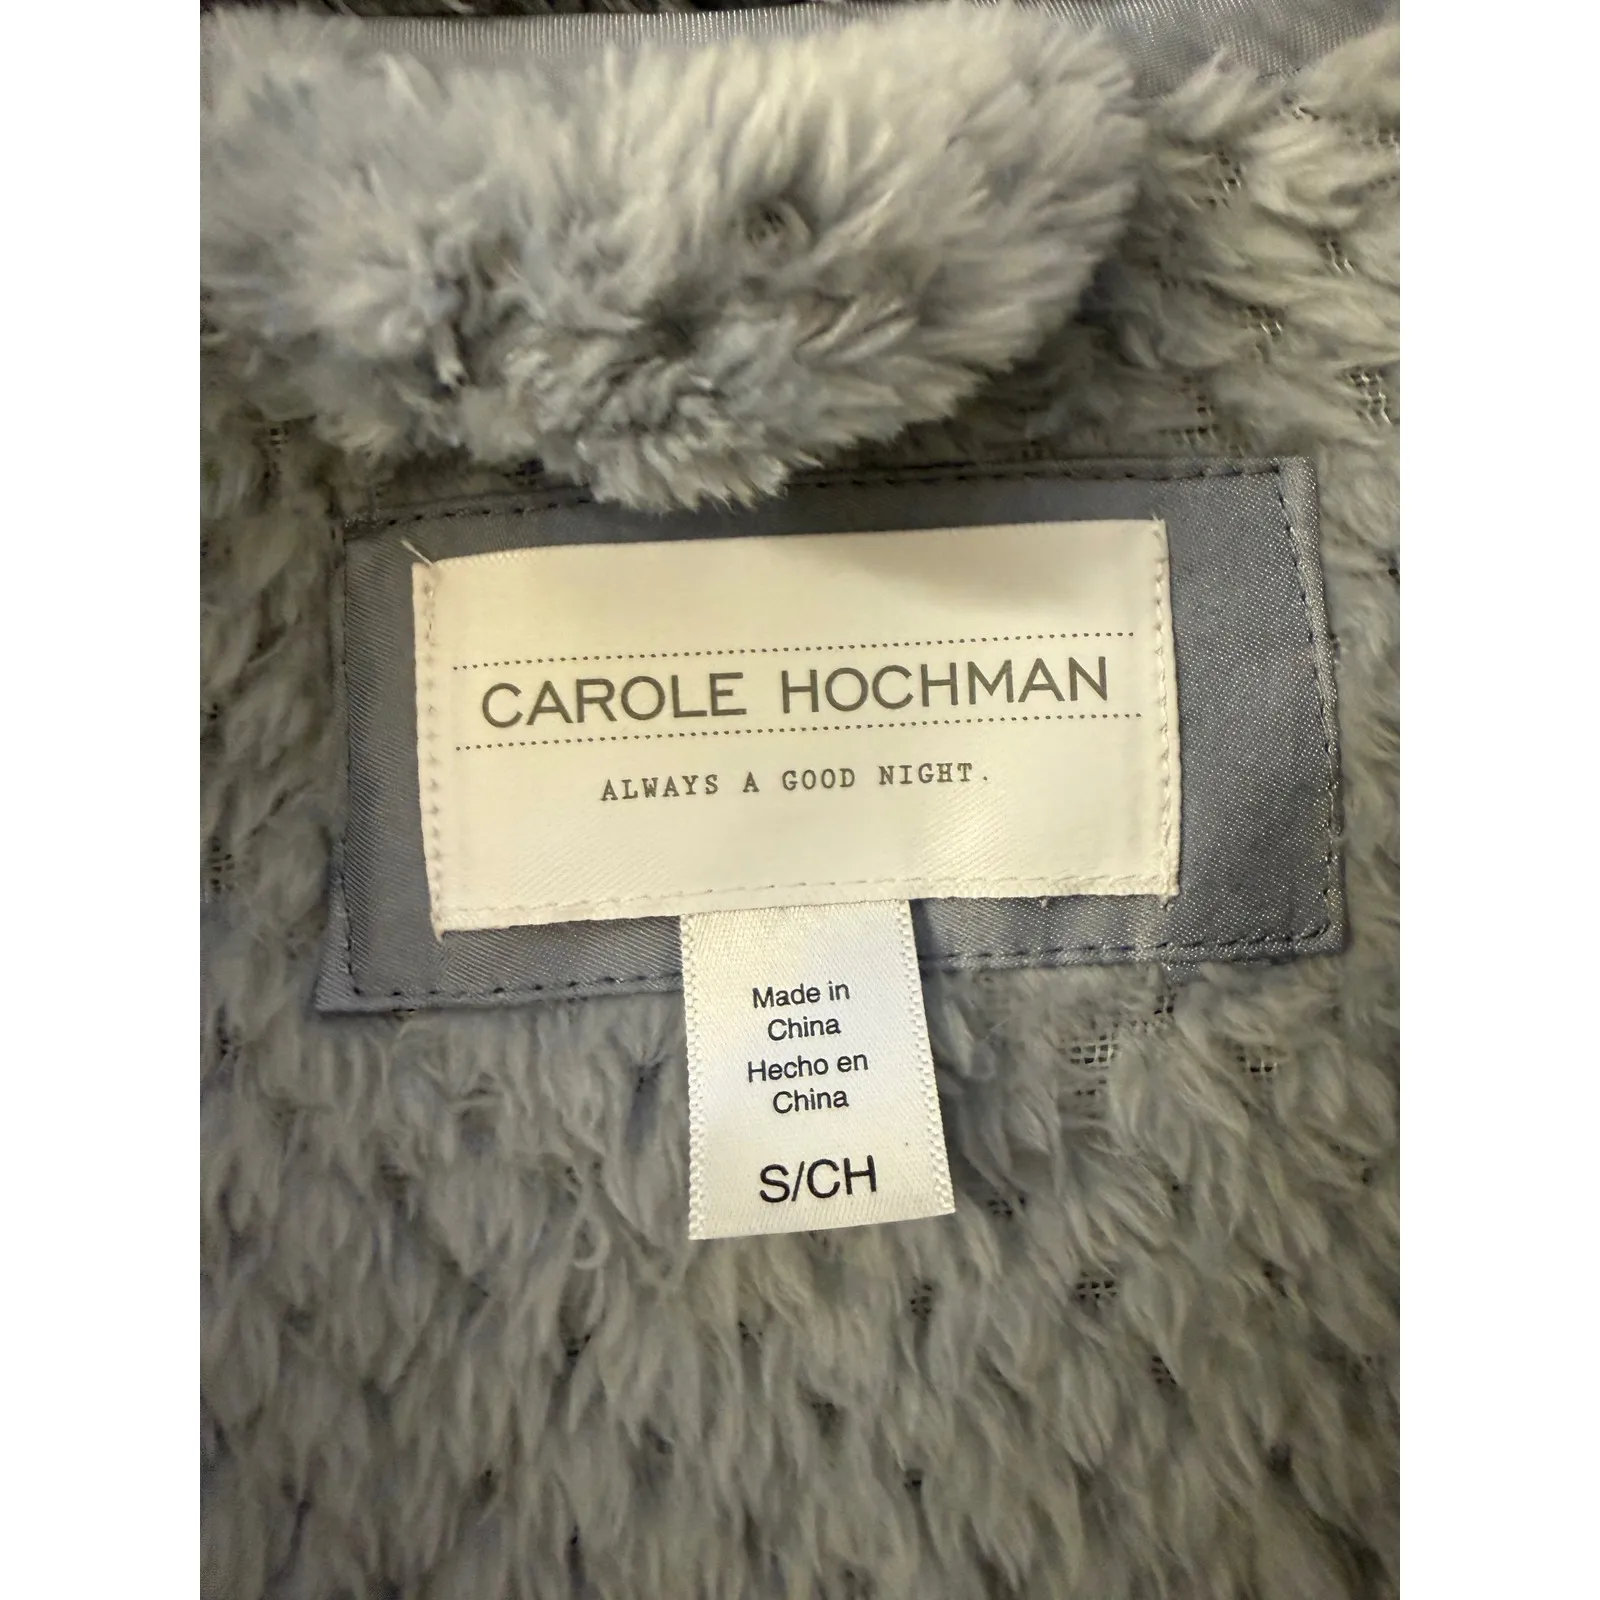 CAROLE HOCHMAN
ALWAYS A GOOD NIGHT.
Made in
China
Hecho en
China
S/CH